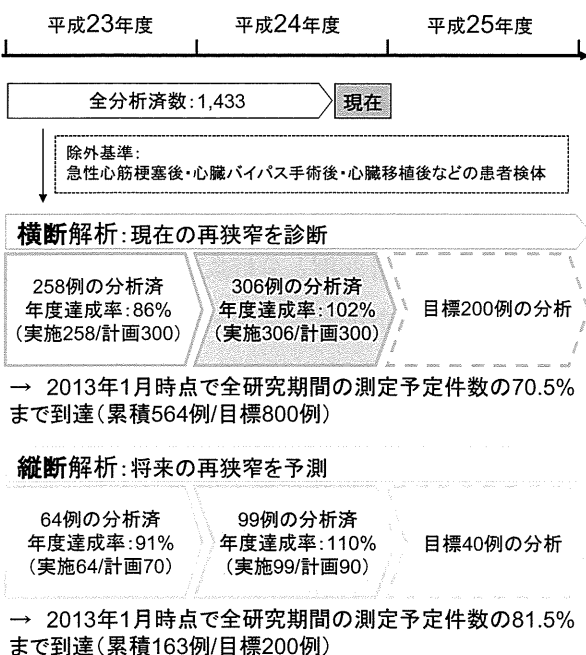 平成23年度 平成24年度 平成25年度
全分析済数:1,433 現在
除外基準:
急性心筋梗塞後・心臓バイパス手術後・心臓移植後などの患者検体
横断解析:現在の再狭窄を診断
258例の分析済
年度達成率:86%
(実施258/計画300)
306例の分析済
年度達成率:102%
(実施306/計画300)
目標200例の分析
→ 2013年1月時点で全研究期間の測定予定件数の70.5%
まで到達(累積564例/目標800例)
縦断解析:将来の再狭窄を予測
64例の分析済
年度達成率:91%
(実施64/計画70)
99例の分析済
年度達成率:110%
(実施99/計画90)
目標40例の分析
→ 2013年1月時点で全研究期間の測定予定件数の81.5%
まで到達(累積163例/目標200例)